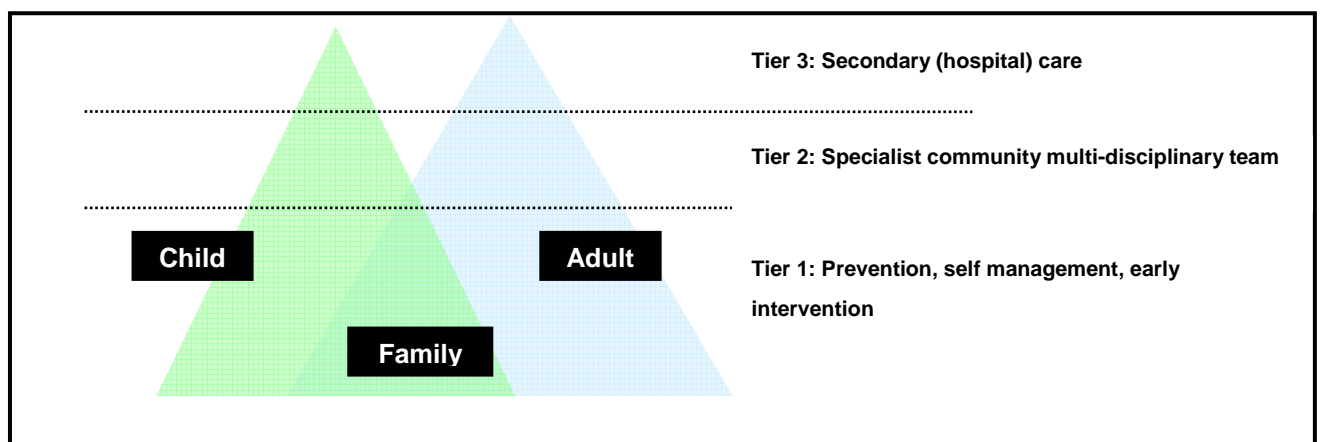 Tier 3: Secondary (hospital) care
Tier 2: Specialist community multi-disciplinary team
Child
Adult
Tier 1: Prevention, self management, early
intervention
Family